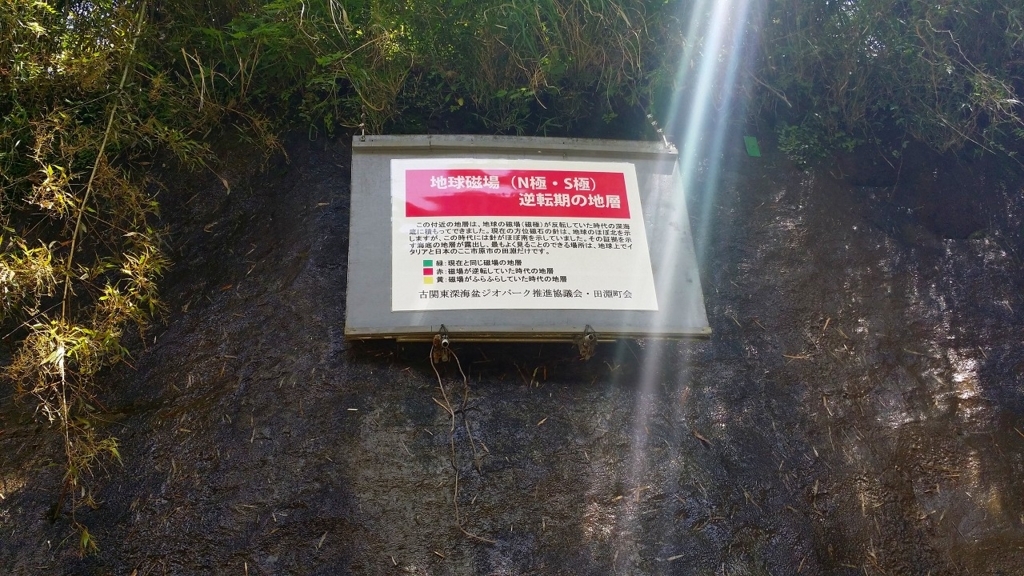 地球磁場（N極・S極）
逆転期の地層
この付近の地層は、地球の磁場（磁極）が反転していた時代の深海
底に積もってできました。現在の方位磁石の針は、地球のほぼ北を示
しますが、この時代には針がほぼ南を示していました。その証拠を示
す海底の地層が露出し、最もよく見ることのできる場所は、地球上でイ
タリアと日本のここ市原市の田淵だけです。
緑：現在と同じ磁場の地層
赤：磁場が逆転していた時代の地層
黄：磁場がふらふらしていた時代の地層
古関東深海盆ジオパーク推進協議会・田淵町会